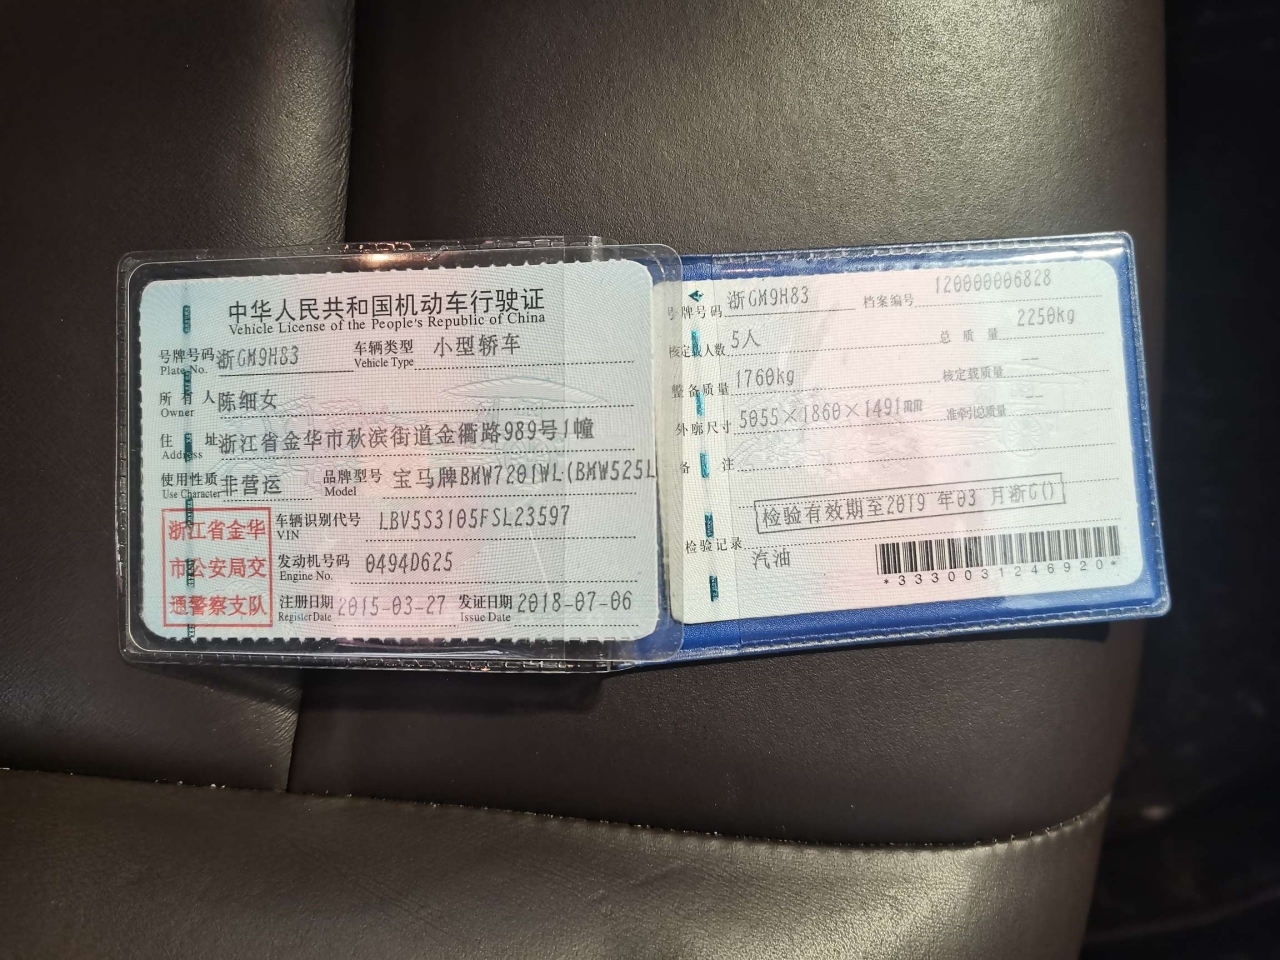 中华人民共和国机动车行驶证
Vehicle License of the People's Republic of China
号牌号码 浙GM9H83 车辆类型 小型轿车
Plate No. Vehicle Type
所有人 陈细女
Owner
住址 浙江省金华市秋滨街道金衢路989号1幢
Address
使用性质 非营运 品牌型号 宝马牌BMW7201WL(BMW525L
Use Character Model
浙江省金华
市公安局交
通警察支队
车辆识别代号 LBV5S3105FSL23597
VIN
发动机号码 0494D625
Engine No.
注册日期 2015-03-27 发证日期 2018-07-06
Register Date Issue Date
号牌号码 浙GM9H83 档案编号 120000006828
核定载人数 5人 总质量 2250kg
整备质量 1760kg 核定载质量 --
外廓尺寸 5055×1860×1491mm 准牵引总质量 --
备注
检验有效期至2019 年03 月浙G()
检验记录
汽油
*3330031246920*